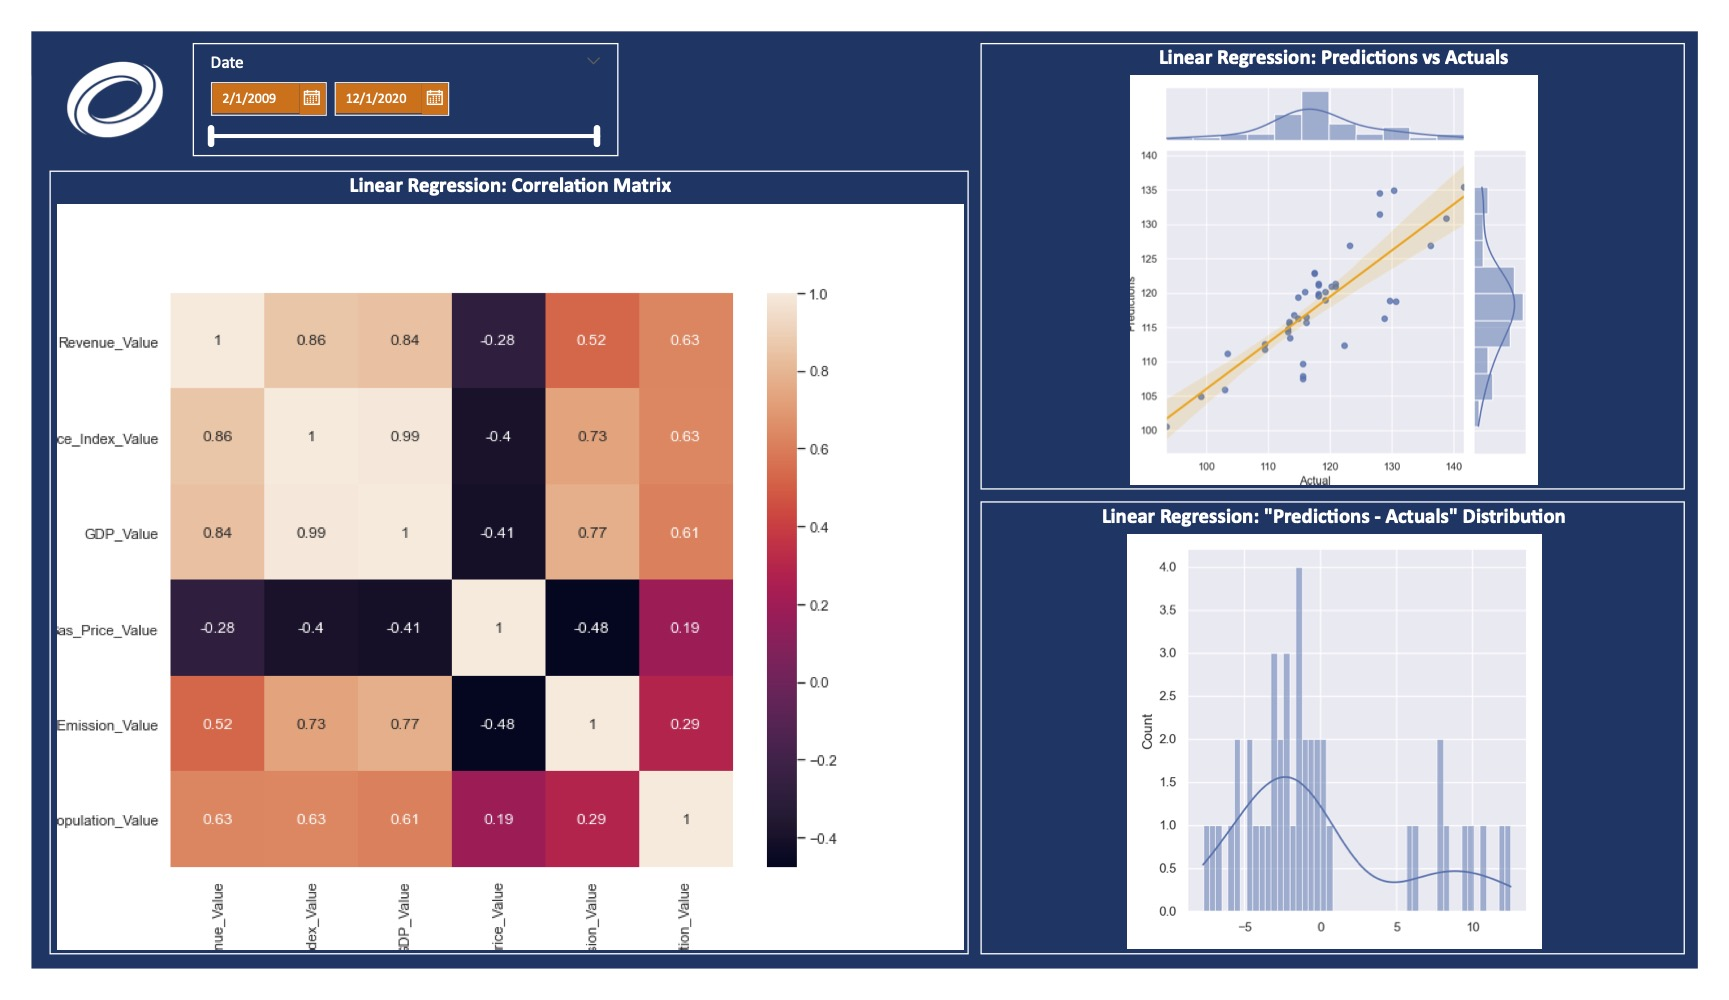 Date
2/1/2009 12/1/2020
Linear Regression: Correlation Matrix
1.0
Revenue_Value 1 0.86 0.84 -0.28 0.52 0.63
0.8
ce_Index_Value 0.86 1 0.99 -0.4 0.73 0.63
0.6
GDP_Value 0.84 0.99 1 -0.41 0.77 0.61
0.4
as_Price_Value -0.28 -0.4 -0.41 1 -0.48 0.19
0.2
0.0
Emission_Value 0.52 0.73 0.77 -0.48 1 0.29
−0.2
opulation_Value 0.63 0.63 0.61 0.19 0.29 1
−0.4
nue_Value
dex_Value
GDP_Value
rice_Value
sion_Value
tion_Value
Linear Regression: Predictions vs Actuals
140
135
130
125
120
115
110
105
100
Predictions
100 110 120 130 140
Actual
Linear Regression: "Predictions - Actuals" Distribution
4.0
3.5
3.0
2.5
2.0
1.5
1.0
0.5
0.0
Count
−5 0 5 10